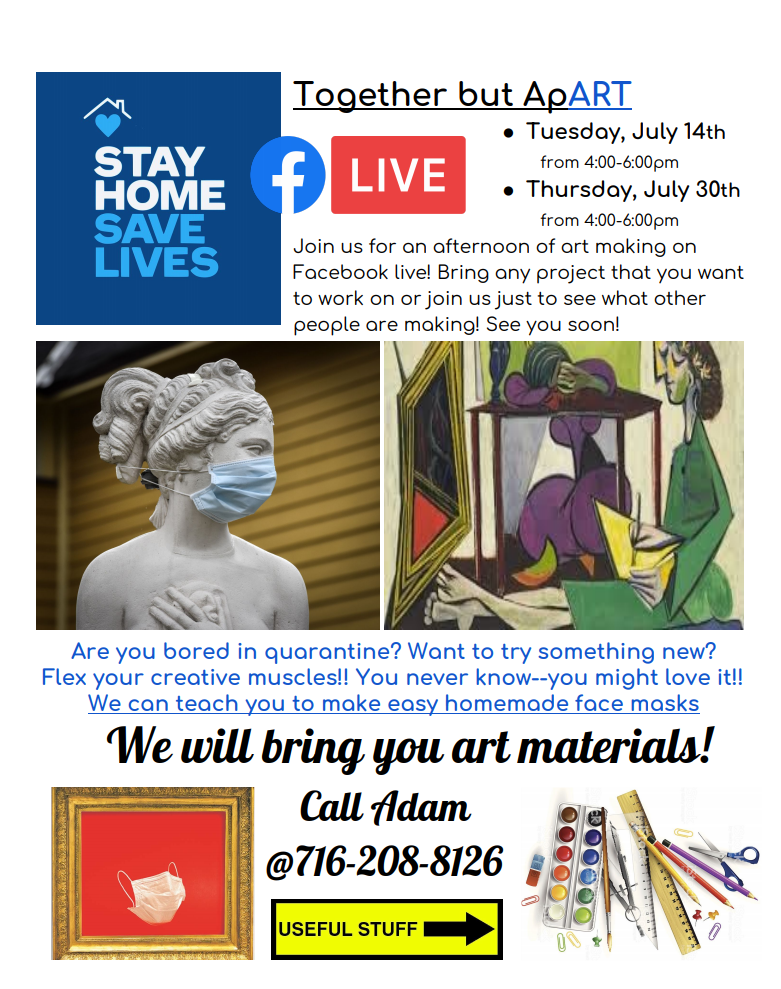 STAY
HOME
SAVE
LIVES
Together but ApART
f LIVE
● Tuesday, July 14th
from 4:00-6:00pm
● Thursday, July 30th
from 4:00-6:00pm
Join us for an afternoon of art making on
Facebook live! Bring any project that you want
to work on or join us just to see what other
people are making! See you soon!
Are you bored in quarantine? Want to try something new?
Flex your creative muscles!! You never know--you might love it!!
We can teach you to make easy homemade face masks
We will bring you art materials!
Call Adam
@716-208-8126
USEFUL STUFF